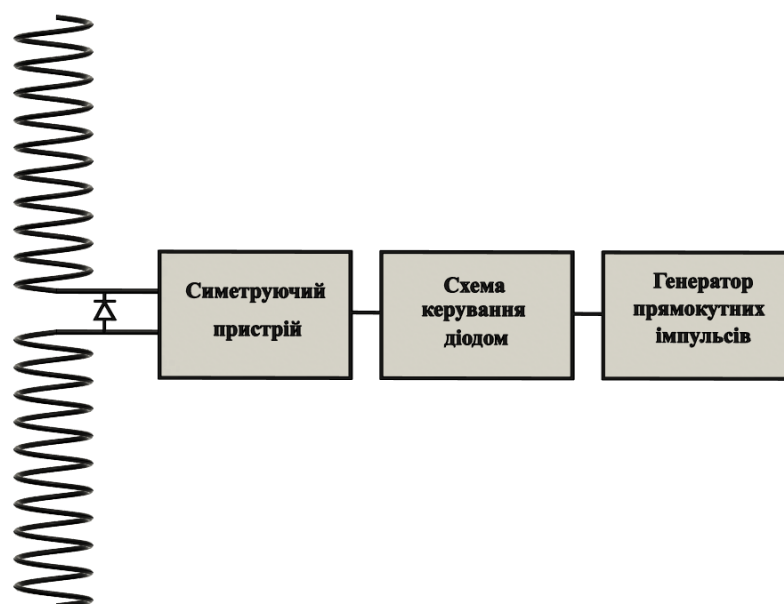 Симетруючий
пристрій
Схема
керування
діодом
Генератор
прямокутних
імпульсів